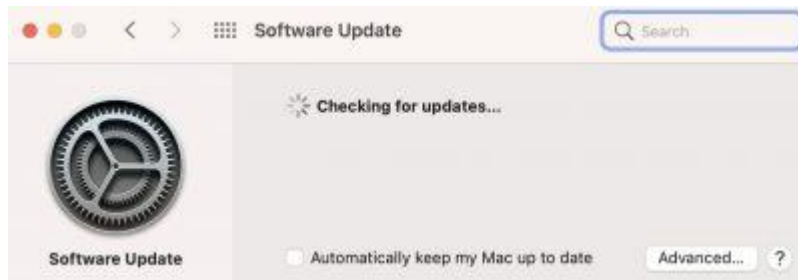 Software Update
Search
Checking for updates...
Software Update
Automatically keep my Mac up to date
Advanced...
?